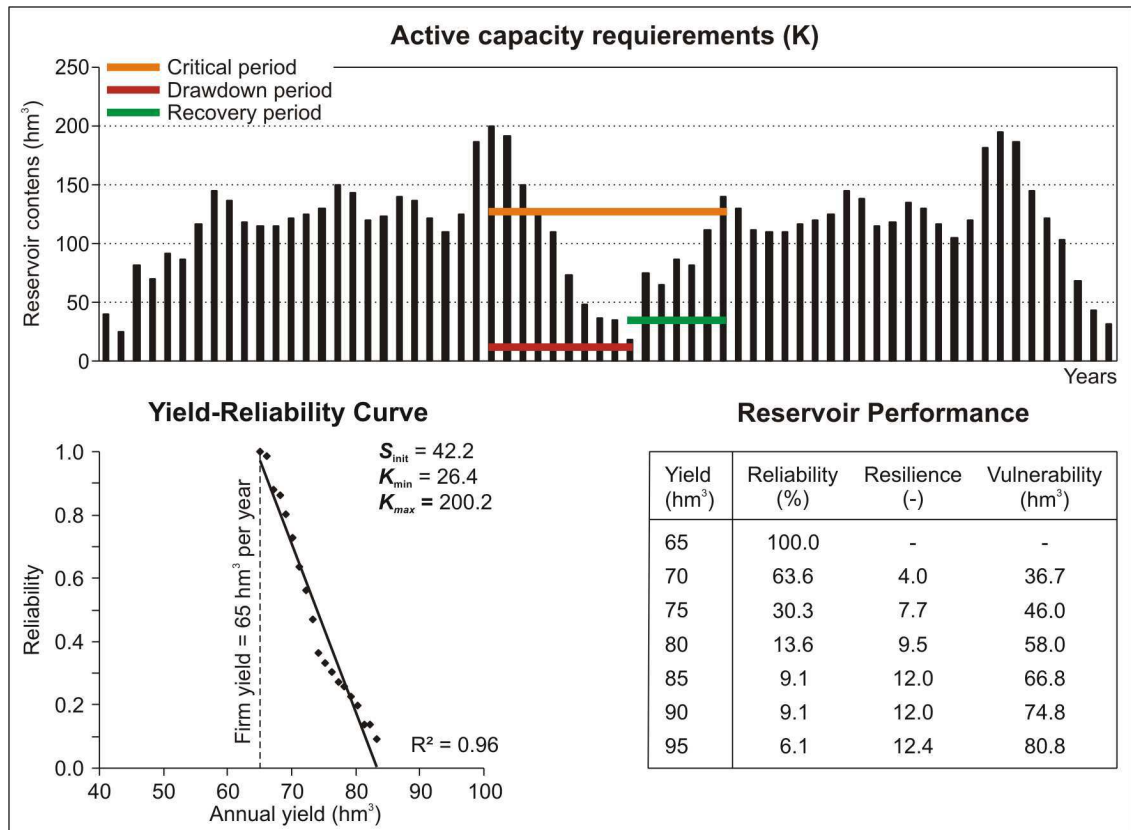 Active capacity requierements (K)
Critical period
Drawdown period
Recovery period
Reservoir contens (hm³)
250
200
150
100
50
0
Years
Yield-Reliability Curve
Sinit = 42.2
Kmin = 26.4
Kmax = 200.2
Reliability
1.0
0.8
0.6
0.4
0.2
0.0
Firm yield = 65 hm³ per year
R² = 0.96
40 50 60 70 80 90 100
Annual yield (hm³)
Reservoir Performance
Yield Reliability Resilience Vulnerability
(hm³) (%) (-) (hm³)
65 100.0 - -
70 63.6 4.0 36.7
75 30.3 7.7 46.0
80 13.6 9.5 58.0
85 9.1 12.0 66.8
90 9.1 12.0 74.8
95 6.1 12.4 80.8